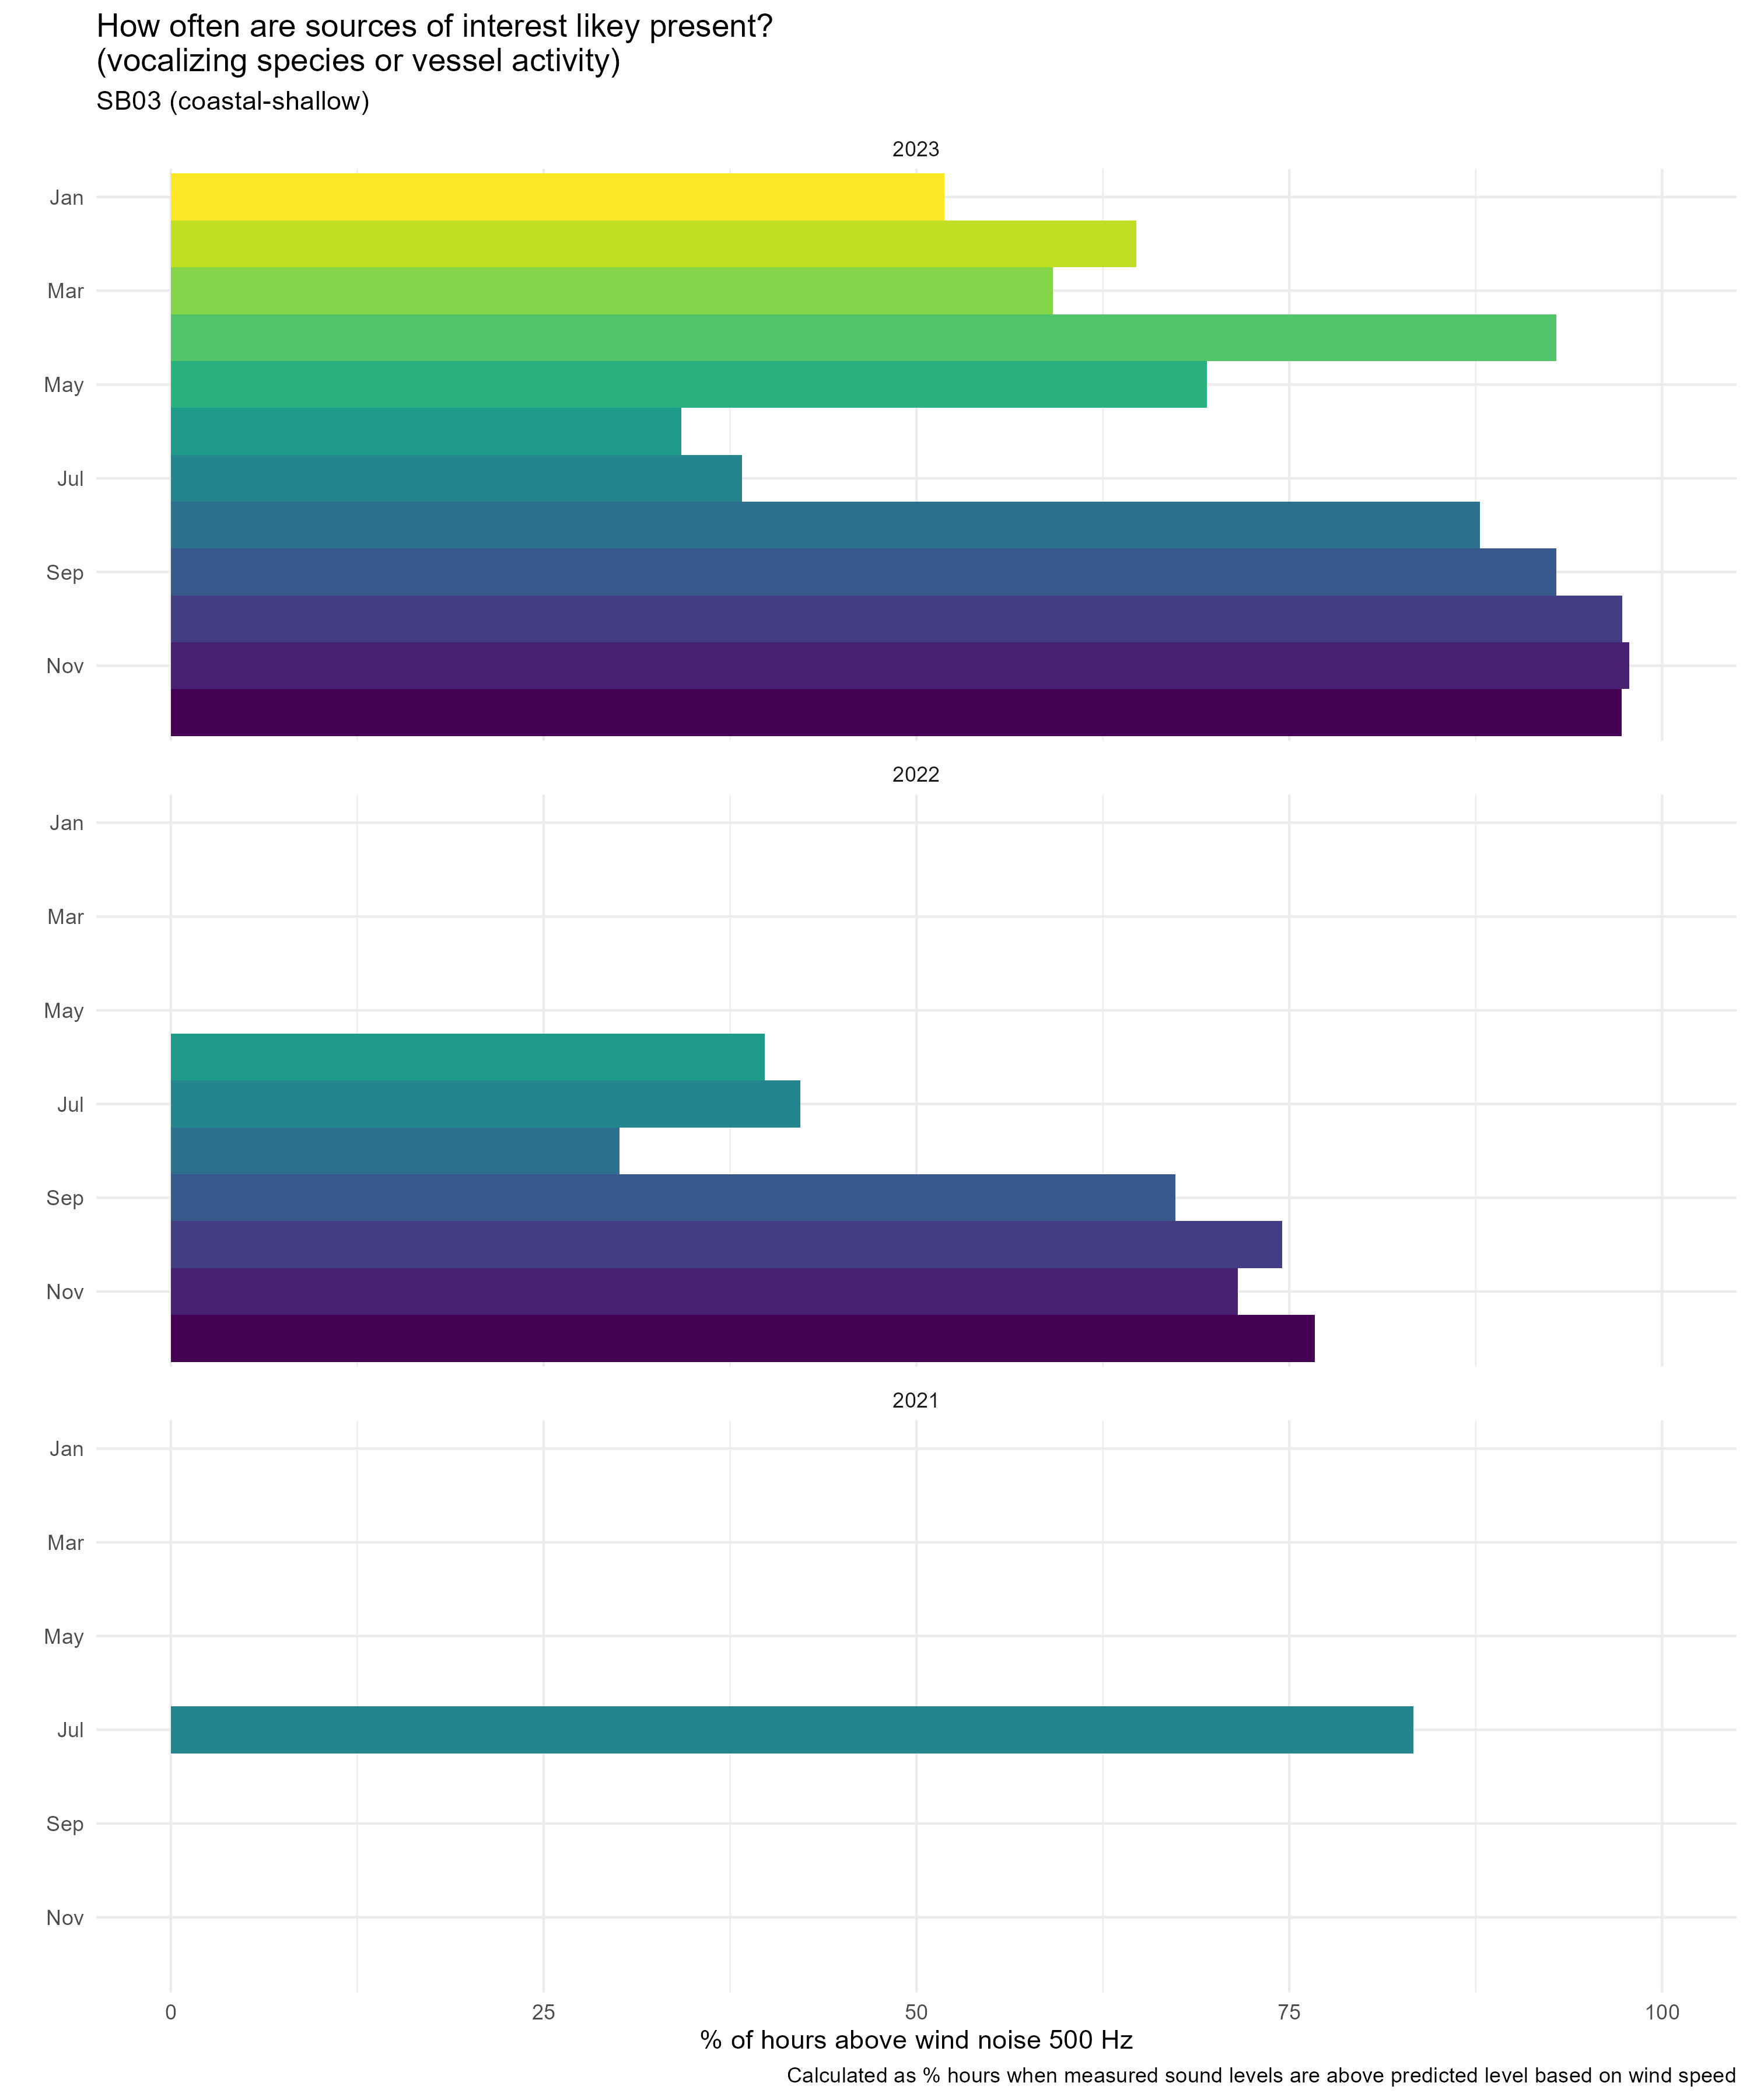 How often are sources of interest likey present?
(vocalizing species or vessel activity)
SB03 (coastal-shallow)
2023
Jan
Mar
May
Jul
Sep
Nov
2022
Jan
Mar
May
Jul
Sep
Nov
2021
Jan
Mar
May
Jul
Sep
Nov
0 25 50 75 100
% of hours above wind noise 500 Hz
Calculated as % hours when measured sound levels are above predicted level based on wind speed